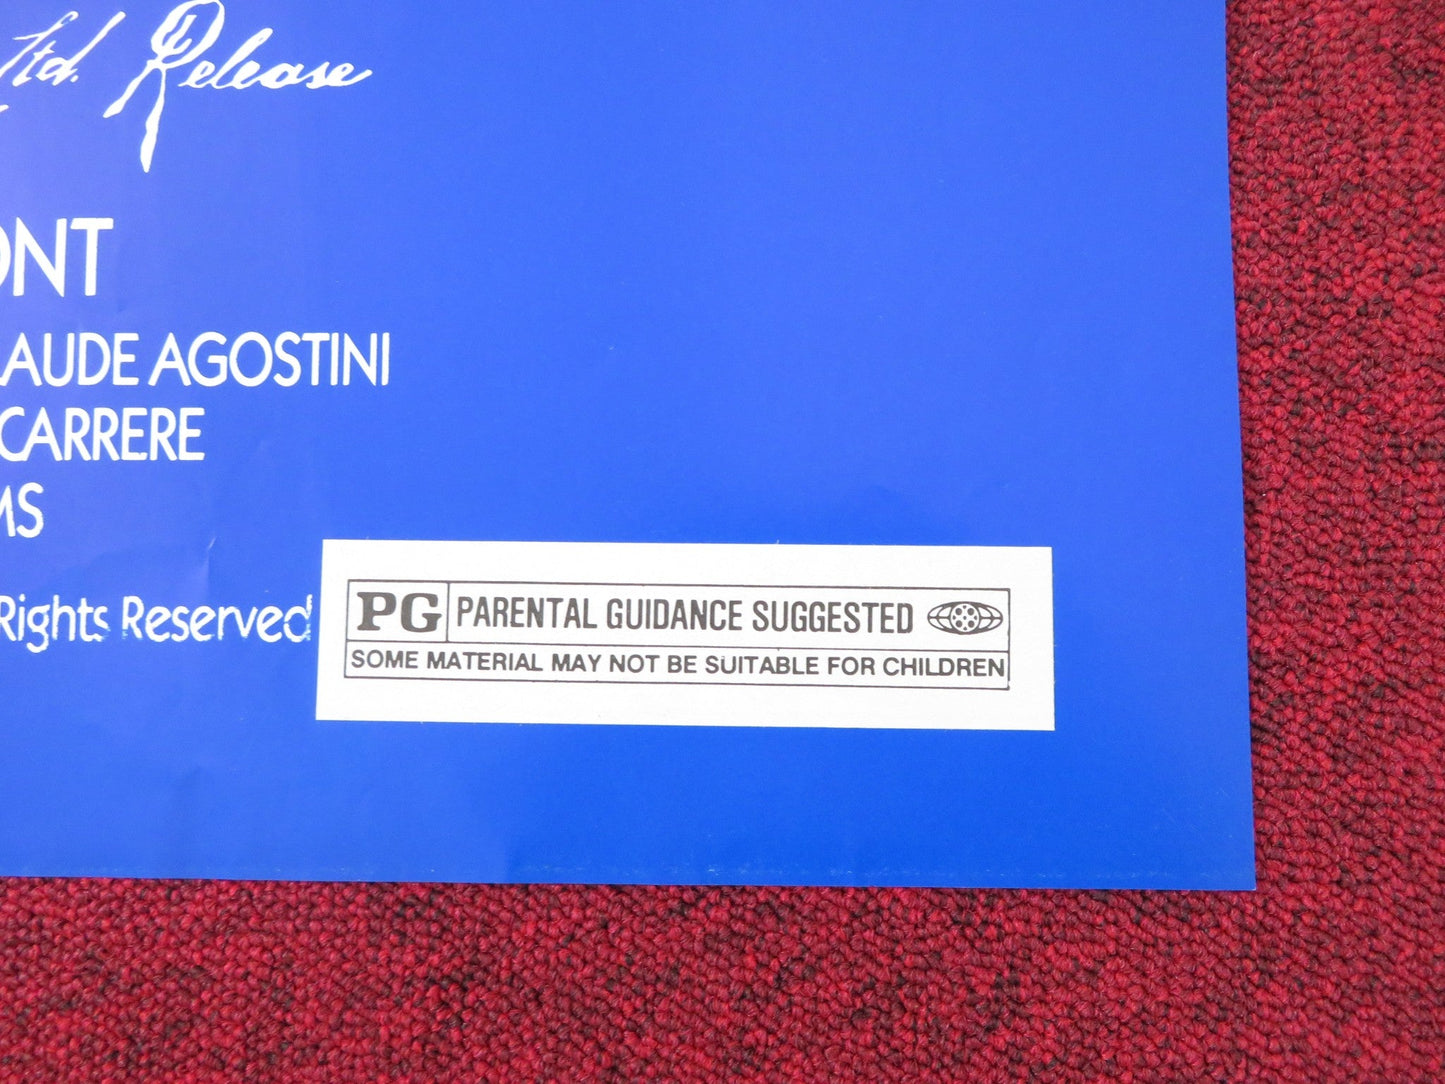 Ltd. Release
ONT
LAUDE AGOSTINI
CARRERE
MS
Rights Reserved
PG PARENTAL GUIDANCE SUGGESTED
SOME MATERIAL MAY NOT BE SUITABLE FOR CHILDREN